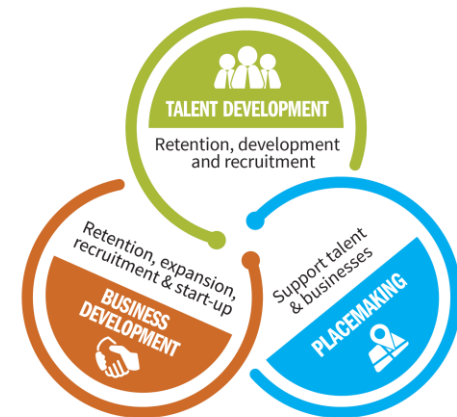 TALENT DEVELOPMENT
Retention, development
and recruitment
Retention, expansion,
recruitment & start-up
BUSINESS
DEVELOPMENT
Support talent
& businesses
PLACEMAKING